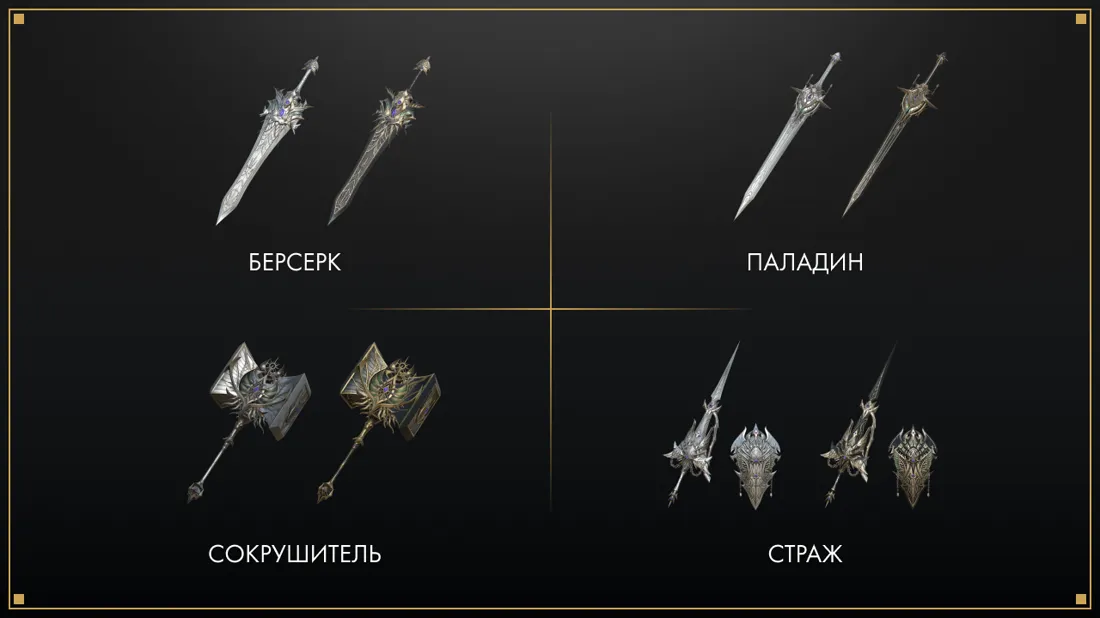 БЕРСЕРК
ПАЛАДИН
СОКРУШИТЕЛЬ
СТРАЖ